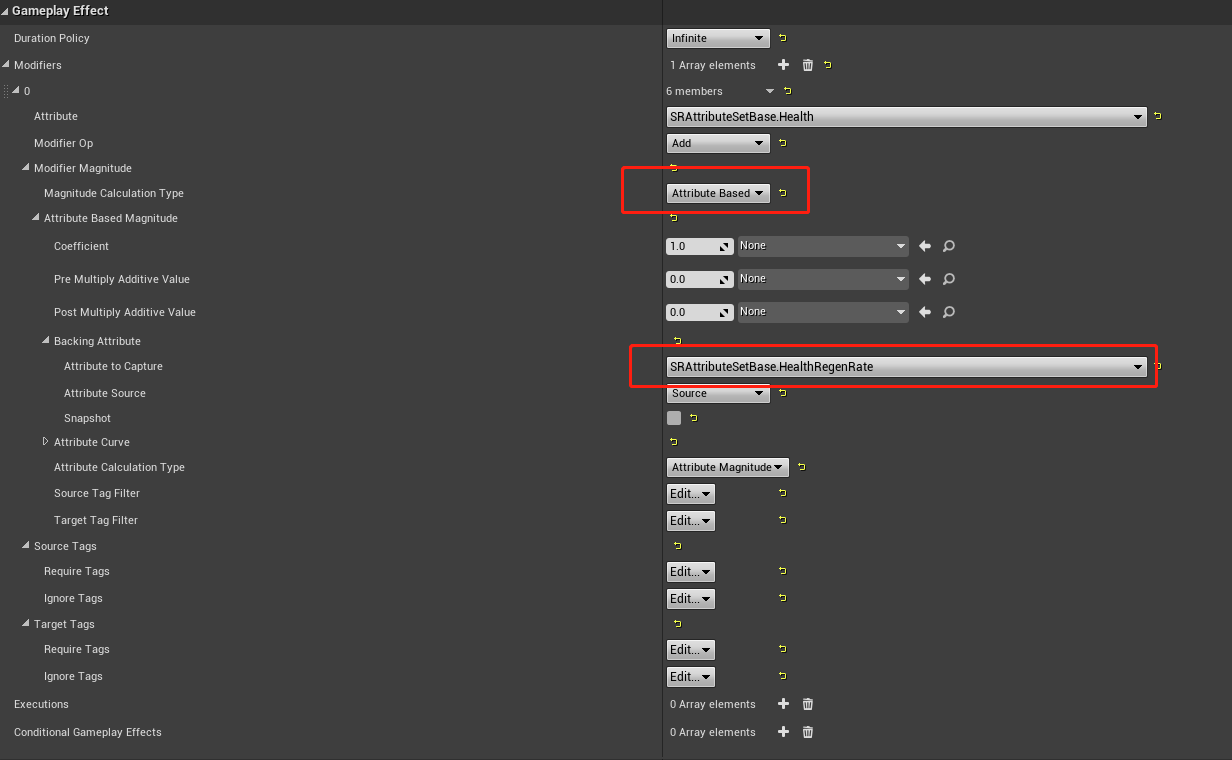 Gameplay Effect
Duration Policy Infinite
Modifiers 1 Array elements
0 6 members
Attribute SRAttributeSetBase.Health
Modifier Op Add
Modifier Magnitude
Magnitude Calculation Type Attribute Based
Attribute Based Magnitude
Coefficient 1.0 None
Pre Multiply Additive Value 0.0 None
Post Multiply Additive Value 0.0 None
Backing Attribute
Attribute to Capture SRAttributeSetBase.HealthRegenRate
Attribute Source Source
Snapshot
Attribute Curve
Attribute Calculation Type Attribute Magnitude
Source Tag Filter Edit...
Target Tag Filter Edit...
Source Tags
Require Tags Edit...
Ignore Tags Edit...
Target Tags
Require Tags Edit...
Ignore Tags Edit...
Executions 0 Array elements
Conditional Gameplay Effects 0 Array elements